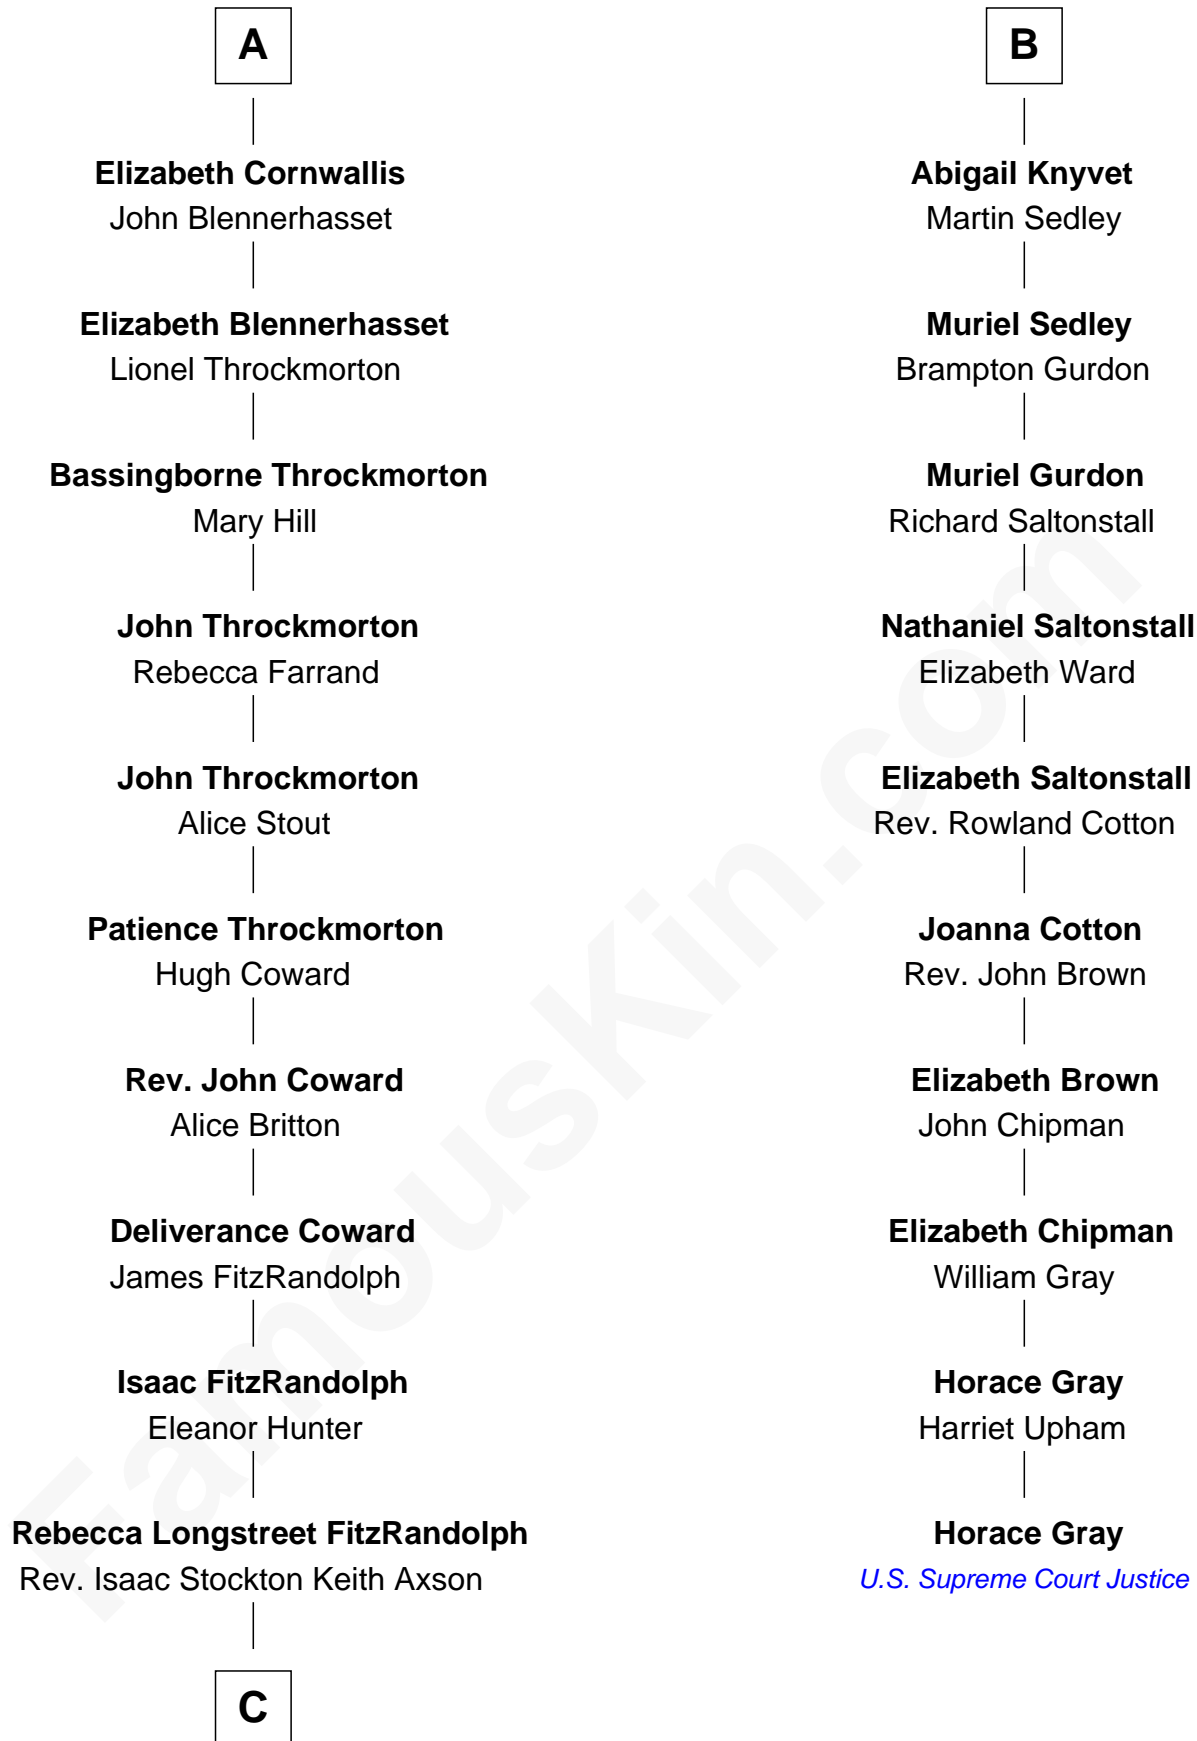 A
Elizabeth Cornwallis
John Blennerhasset
Elizabeth Blennerhasset
Lionel Throckmorton
Bassingborne Throckmorton
Mary Hill
John Throckmorton
Rebecca Farrand
John Throckmorton
Alice Stout
Patience Throckmorton
Hugh Coward
Rev. John Coward
Alice Britton
Deliverance Coward
James FitzRandolph
Isaac FitzRandolph
Eleanor Hunter
Rebecca Longstreet FitzRandolph
Rev. Isaac Stockton Keith Axson
C
B
Abigail Knyvet
Martin Sedley
Muriel Sedley
Brampton Gurdon
Muriel Gurdon
Richard Saltonstall
Nathaniel Saltonstall
Elizabeth Ward
Elizabeth Saltonstall
Rev. Rowland Cotton
Joanna Cotton
Rev. John Brown
Elizabeth Brown
John Chipman
Elizabeth Chipman
William Gray
Horace Gray
Harriet Upham
Horace Gray
U.S. Supreme Court Justice
FamousKin.com